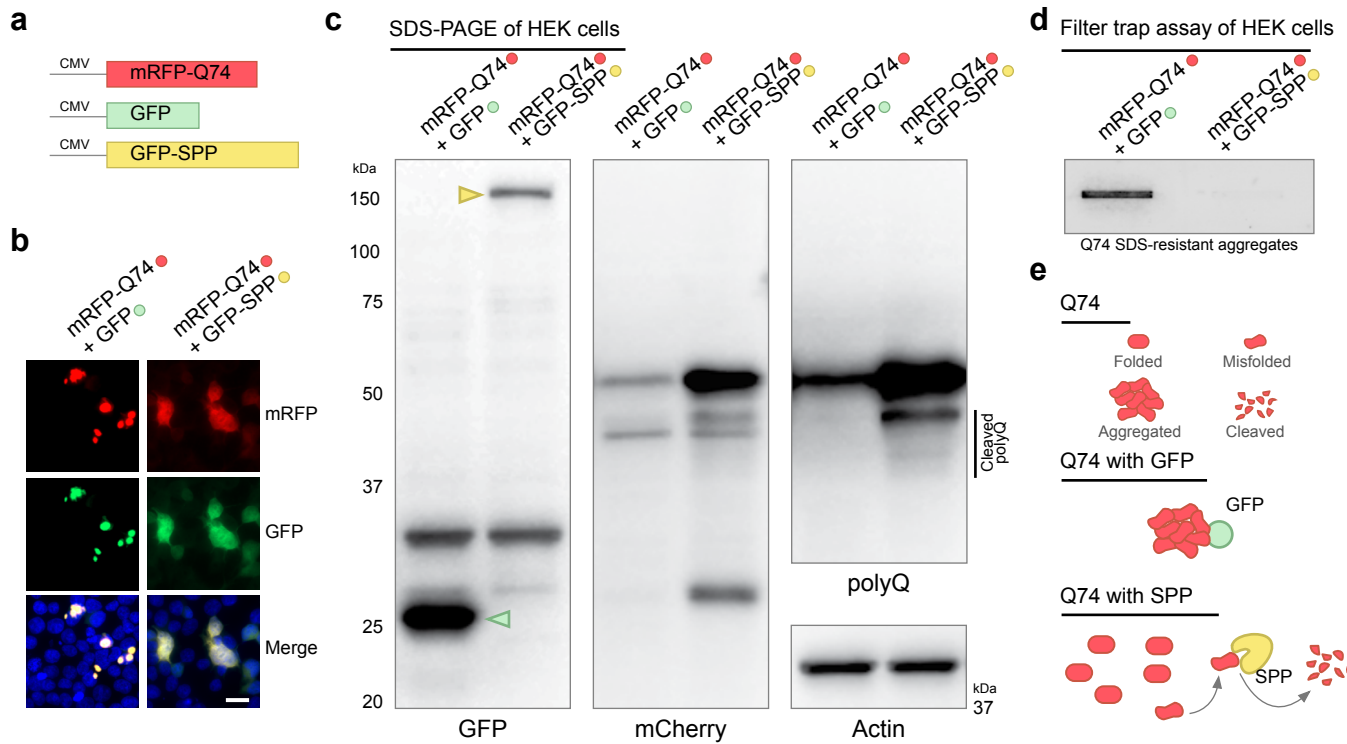 a
CMV
mRFP-Q74
CMV
GFP
CMV
GFP-SPP
b
mRFP-Q74
+ GFP
mRFP-Q74
+ GFP-SPP
mRFP
GFP
Merge
c
SDS-PAGE of HEK cells
mRFP-Q74
+ GFP
mRFP-Q74
+ GFP-SPP
mRFP-Q74
+ GFP
mRFP-Q74
+ GFP-SPP
mRFP-Q74
+ GFP
mRFP-Q74
+ GFP-SPP
kDa
150
100
75
50
37
25
20
GFP
mCherry
Cleaved
polyQ
polyQ
kDa
37
Actin
d
Filter trap assay of HEK cells
mRFP-Q74
+ GFP
mRFP-Q74
+ GFP-SPP
Q74 SDS-resistant aggregates
e
Q74
Folded
Misfolded
Aggregated
Cleaved
Q74 with GFP
GFP
Q74 with SPP
SPP